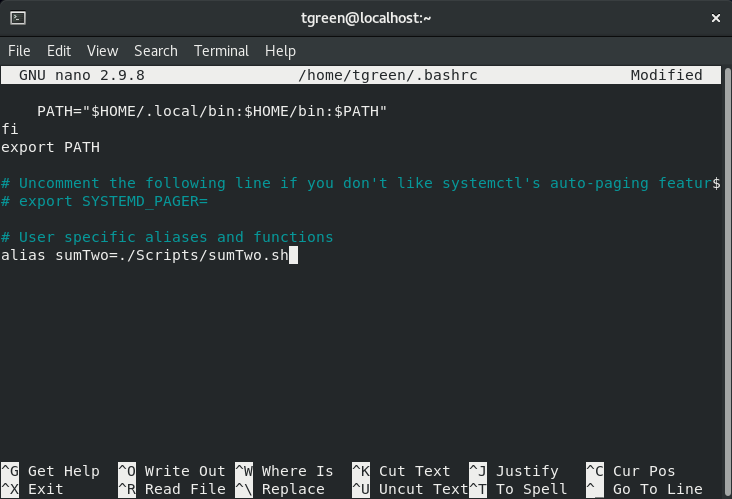 tgreen@localhost:~
File Edit View Search Terminal Help
GNU nano 2.9.8 /home/tgreen/.bashrc Modified
PATH="$HOME/.local/bin:$HOME/bin:$PATH"
fi
export PATH
# Uncomment the following line if you don't like systemctl's auto-paging featur$
# export SYSTEMD_PAGER=
# User specific aliases and functions
alias sumTwo=./Scripts/sumTwo.sh
^G Get Help ^O Write Out ^W Where Is ^K Cut Text ^J Justify ^C Cur Pos
^X Exit ^R Read File ^\ Replace ^U Uncut Text ^T To Spell ^_ Go To Line